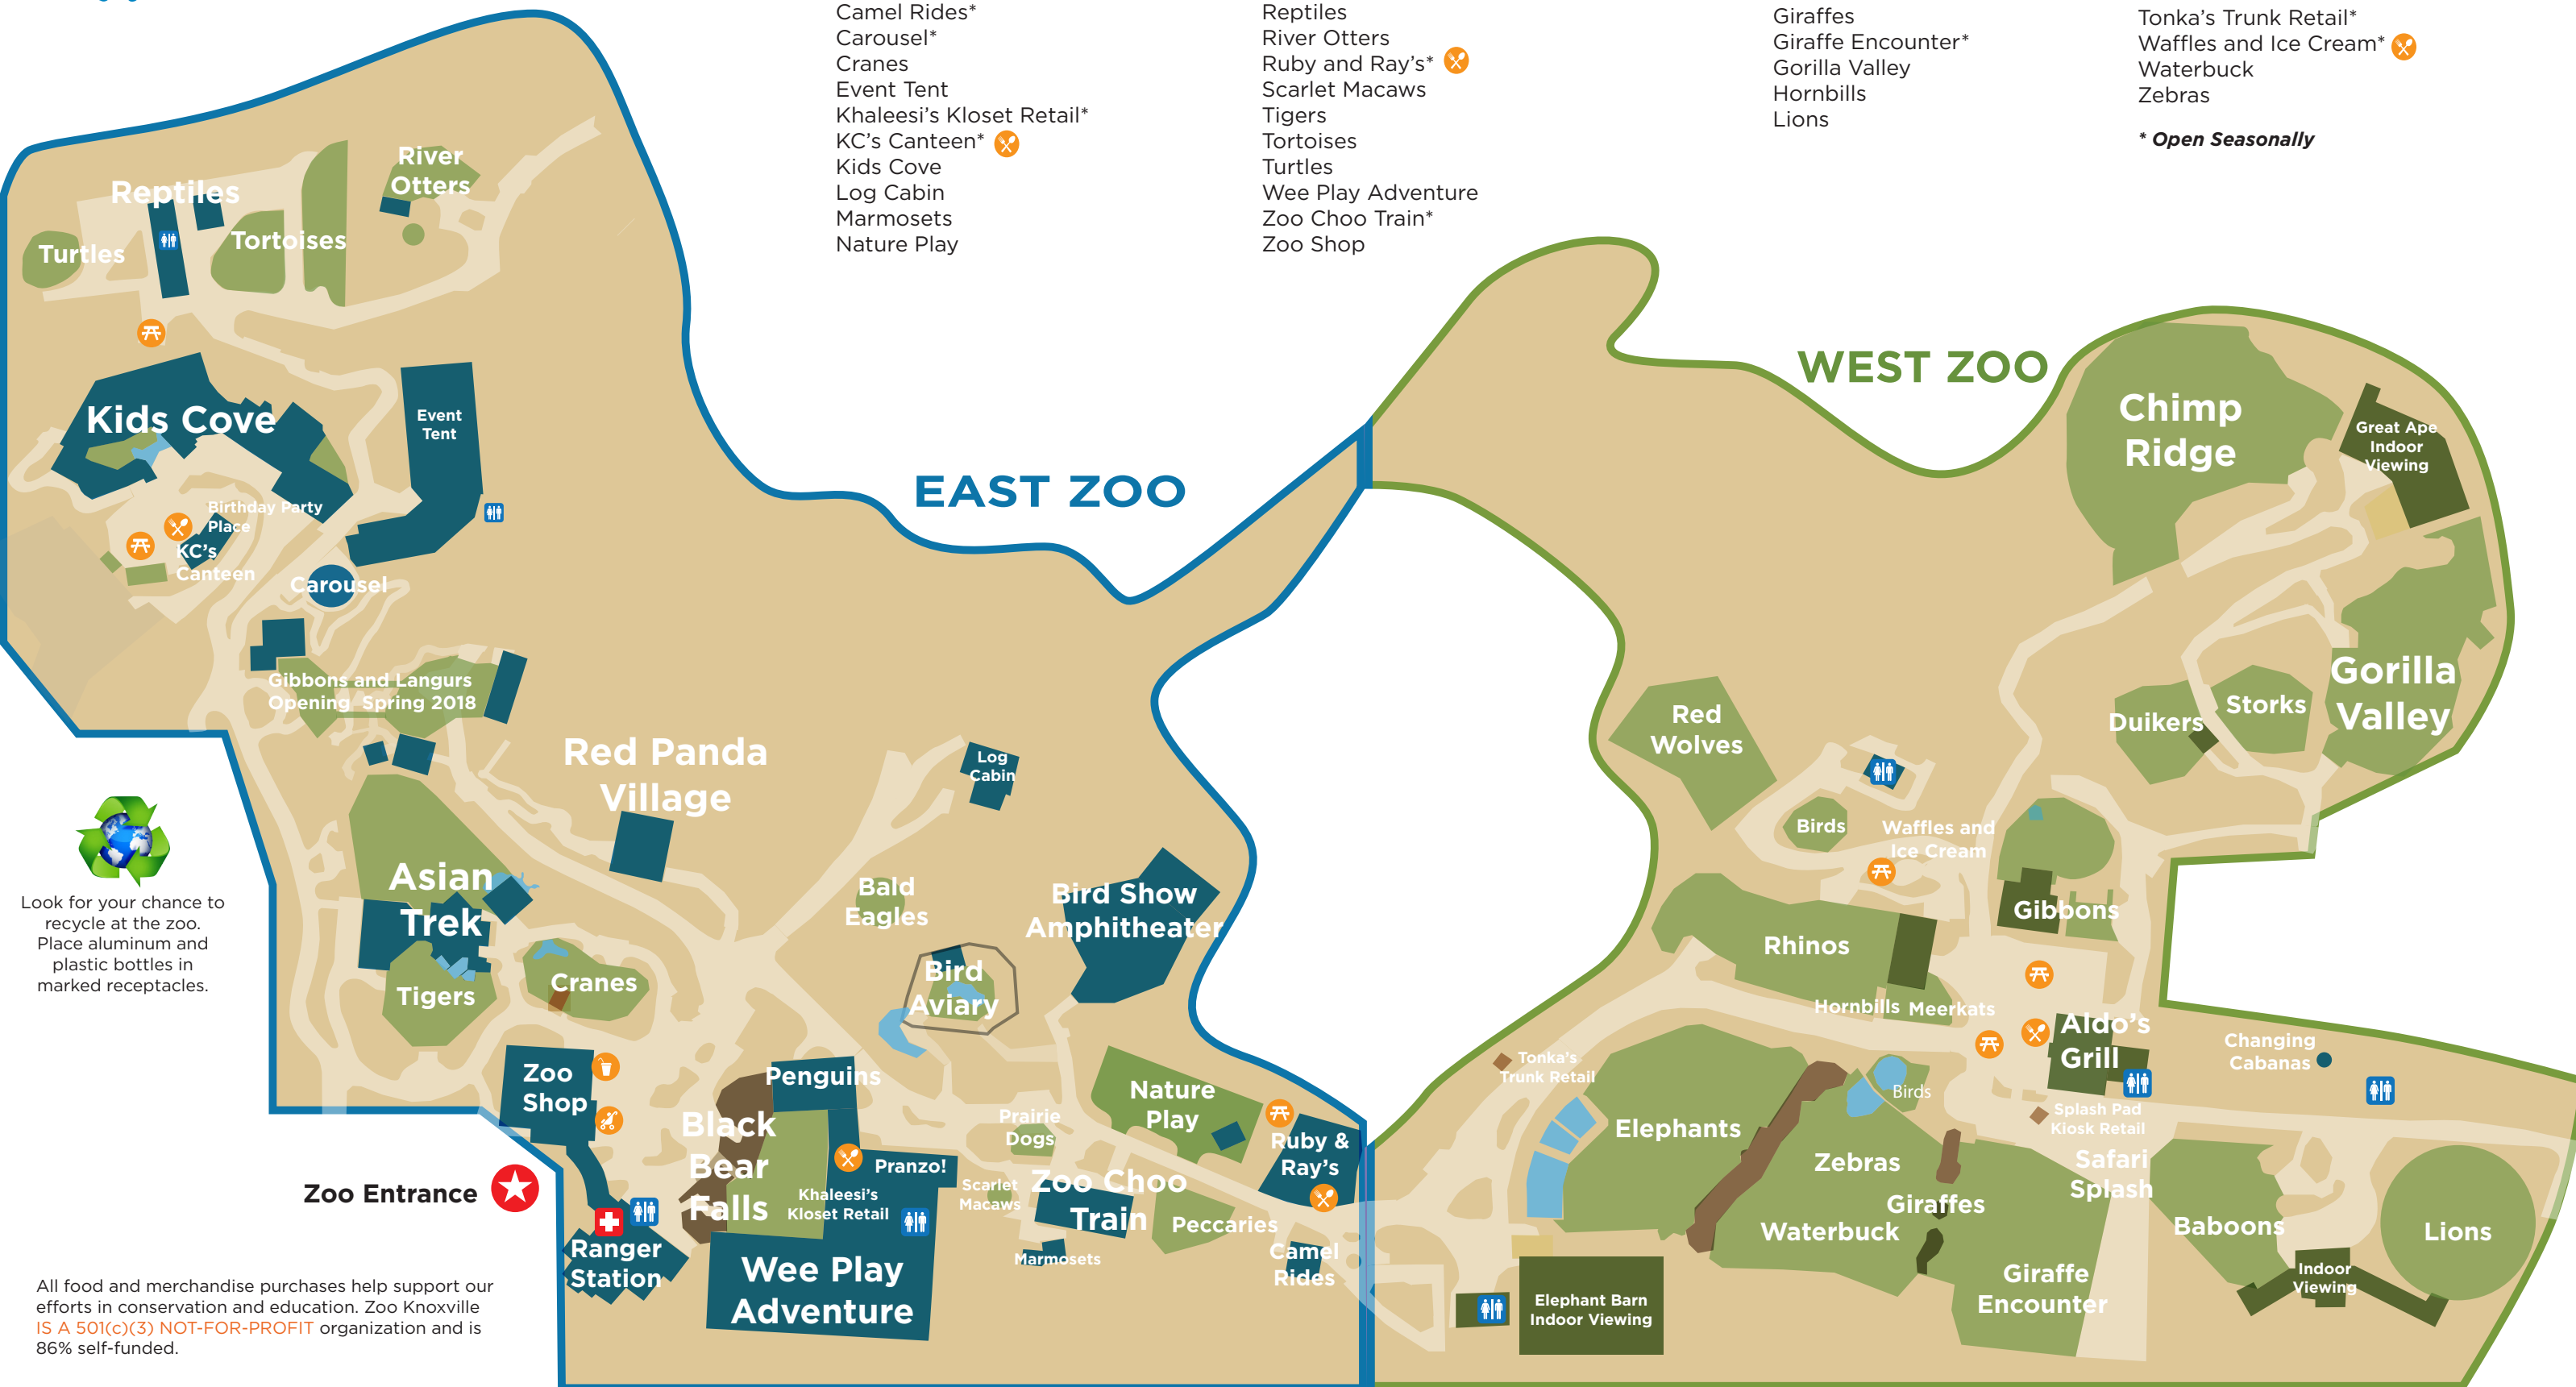 Camel Rides*
Carousel*
Cranes
Event Tent
Khaleesi's Kloset Retail*
KC's Canteen*
Kids Cove
Log Cabin
Marmosets
Nature Play
Reptiles
River Otters
Ruby and Ray's*
Scarlet Macaws
Tigers
Tortoises
Turtles
Wee Play Adventure
Zoo Choo Train*
Zoo Shop
Giraffes
Giraffe Encounter*
Gorilla Valley
Hornbills
Lions
Tonka's Trunk Retail*
Waffles and Ice Cream*
Waterbuck
Zebras
* Open Seasonally
EAST ZOO
River
Otters
Reptiles
Turtles
Tortoises
Kids Cove
Event
Tent
Birthday Party
Place
KC's
Canteen
Carousel
Gibbons and Langurs
Opening Spring 2018
Red Panda
Village
Log
Cabin
Asian
Trek
Tigers
Cranes
Bald
Eagles
Bird Show
Amphitheater
Bird
Aviary
Zoo
Shop
Penguins
Black
Bear
Falls
Pranzo!
Khaleesi's
Kloset Retail
Prairie
Dogs
Nature
Play
Ruby &
Ray's
Scarlet
Macaws
Zoo Choo
Train
Peccaries
Marmosets
Camel
Rides
Zoo Entrance
Ranger
Station
Wee Play
Adventure
Look for your chance to
recycle at the zoo.
Place aluminum and
plastic bottles in
marked receptacles.
All food and merchandise purchases help support our
efforts in conservation and education. Zoo Knoxville
IS A 501(c)(3) NOT-FOR-PROFIT organization and is
86% self-funded.
WEST ZOO
Chimp
Ridge
Great Ape
Indoor
Viewing
Gorilla
Valley
Storks
Duikers
Red
Wolves
Birds
Waffles and
Ice Cream
Gibbons
Rhinos
Hornbills
Meerkats
Aldo's
Grill
Changing
Cabanas
Tonka's
Trunk Retail
Birds
Elephants
Splash Pad
Kiosk Retail
Zebras
Safari
Splash
Giraffes
Waterbuck
Baboons
Lions
Giraffe
Encounter
Indoor
Viewing
Elephant Barn
Indoor Viewing